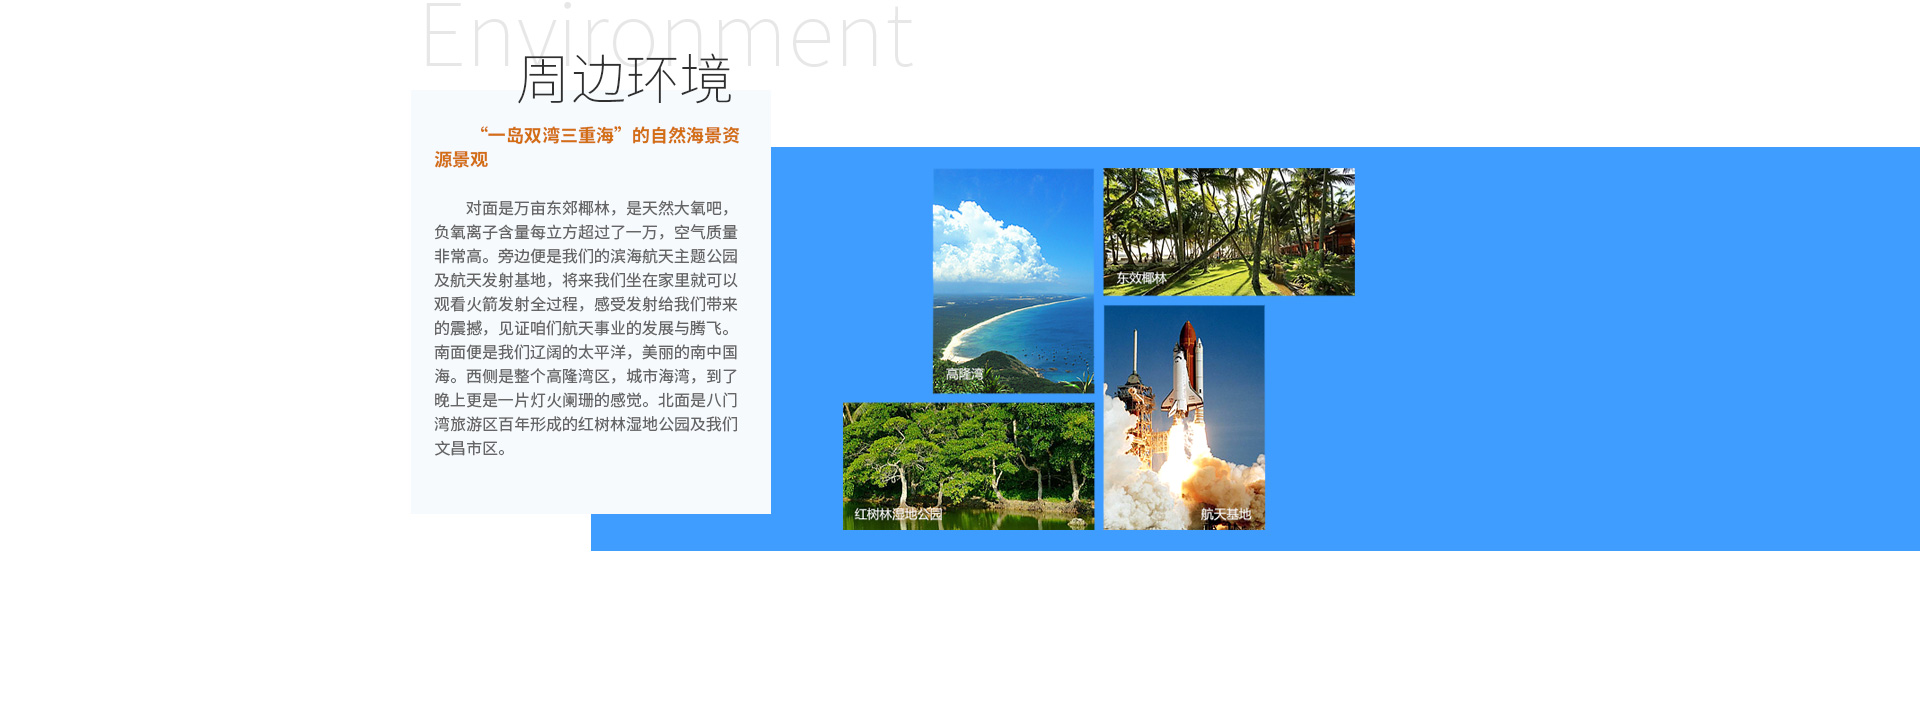 Environment
周边环境
“一岛双湾三重海”的自然海景资
源景观
对面是万亩东郊椰林，是天然大氧吧，
负氧离子含量每立方超过了一万，空气质量
非常高。旁边便是我们的滨海航天主题公园
及航天发射基地，将来我们坐在家里就可以
观看火箭发射全过程，感受发射给我们带来
的震撼，见证咱们航天事业的发展与腾飞。
南面便是我们辽阔的太平洋，美丽的南中国
海。西侧是整个高隆湾区，城市海湾，到了
晚上更是一片灯火阑珊的感觉。北面是八门
湾旅游区百年形成的红树林湿地公园及我们
文昌市区。
东效椰林
高隆湾
红树林湿地公园
航天基地